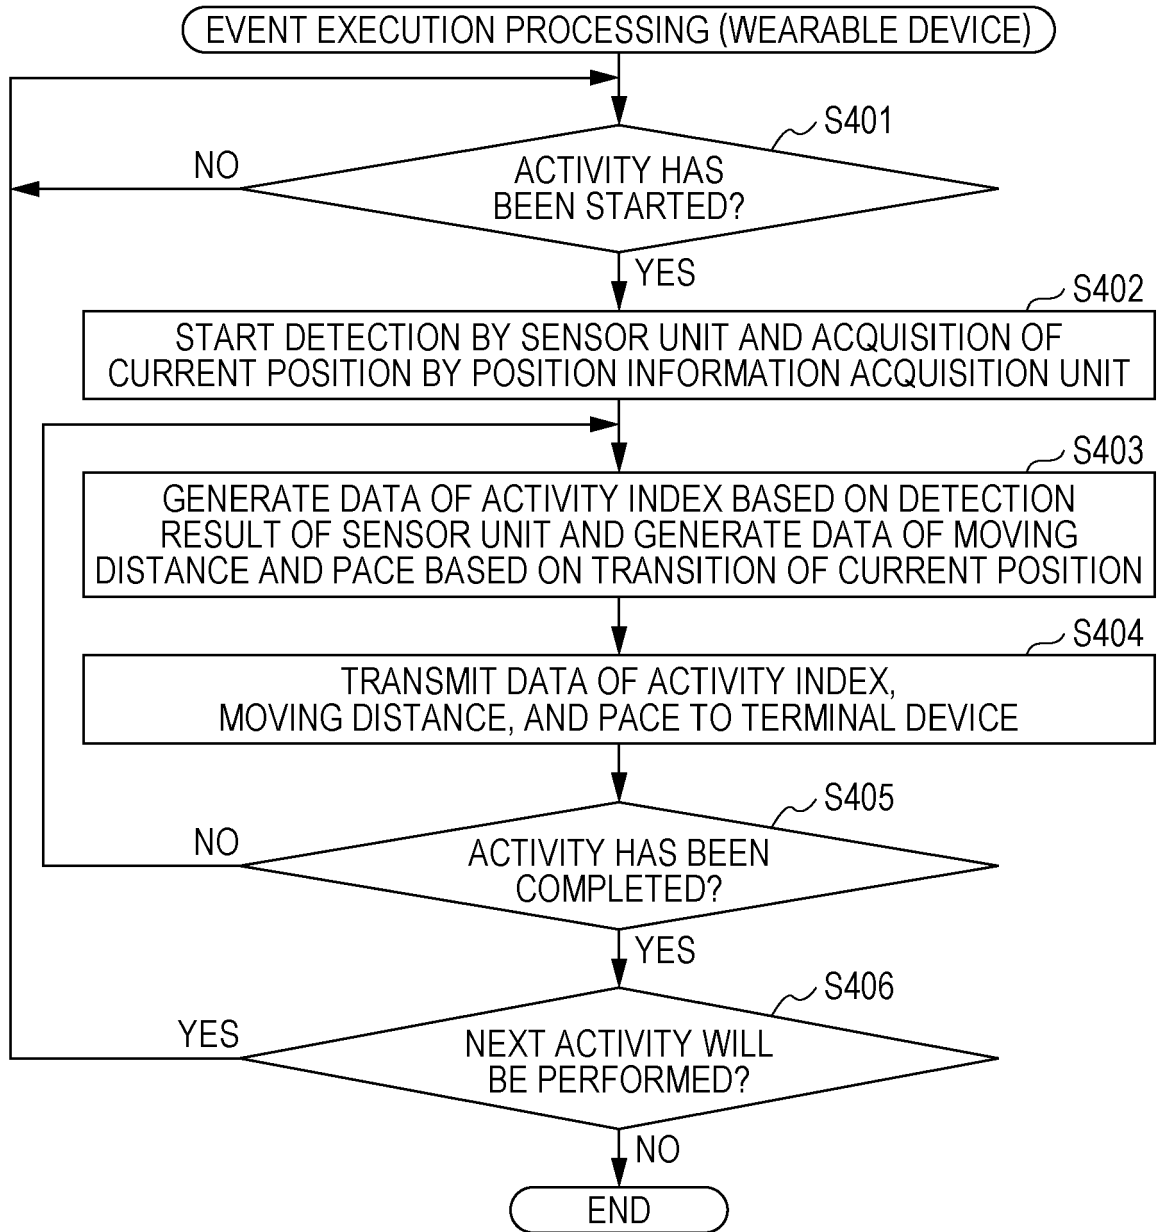 EVENT EXECUTION PROCESSING (WEARABLE DEVICE)
S401
NO
ACTIVITY HAS
BEEN STARTED?
YES
S402
START DETECTION BY SENSOR UNIT AND ACQUISITION OF
CURRENT POSITION BY POSITION INFORMATION ACQUISITION UNIT
S403
GENERATE DATA OF ACTIVITY INDEX BASED ON DETECTION
RESULT OF SENSOR UNIT AND GENERATE DATA OF MOVING
DISTANCE AND PACE BASED ON TRANSITION OF CURRENT POSITION
S404
TRANSMIT DATA OF ACTIVITY INDEX,
MOVING DISTANCE, AND PACE TO TERMINAL DEVICE
S405
NO
ACTIVITY HAS BEEN
COMPLETED?
YES
S406
YES
NEXT ACTIVITY WILL
BE PERFORMED?
NO
END